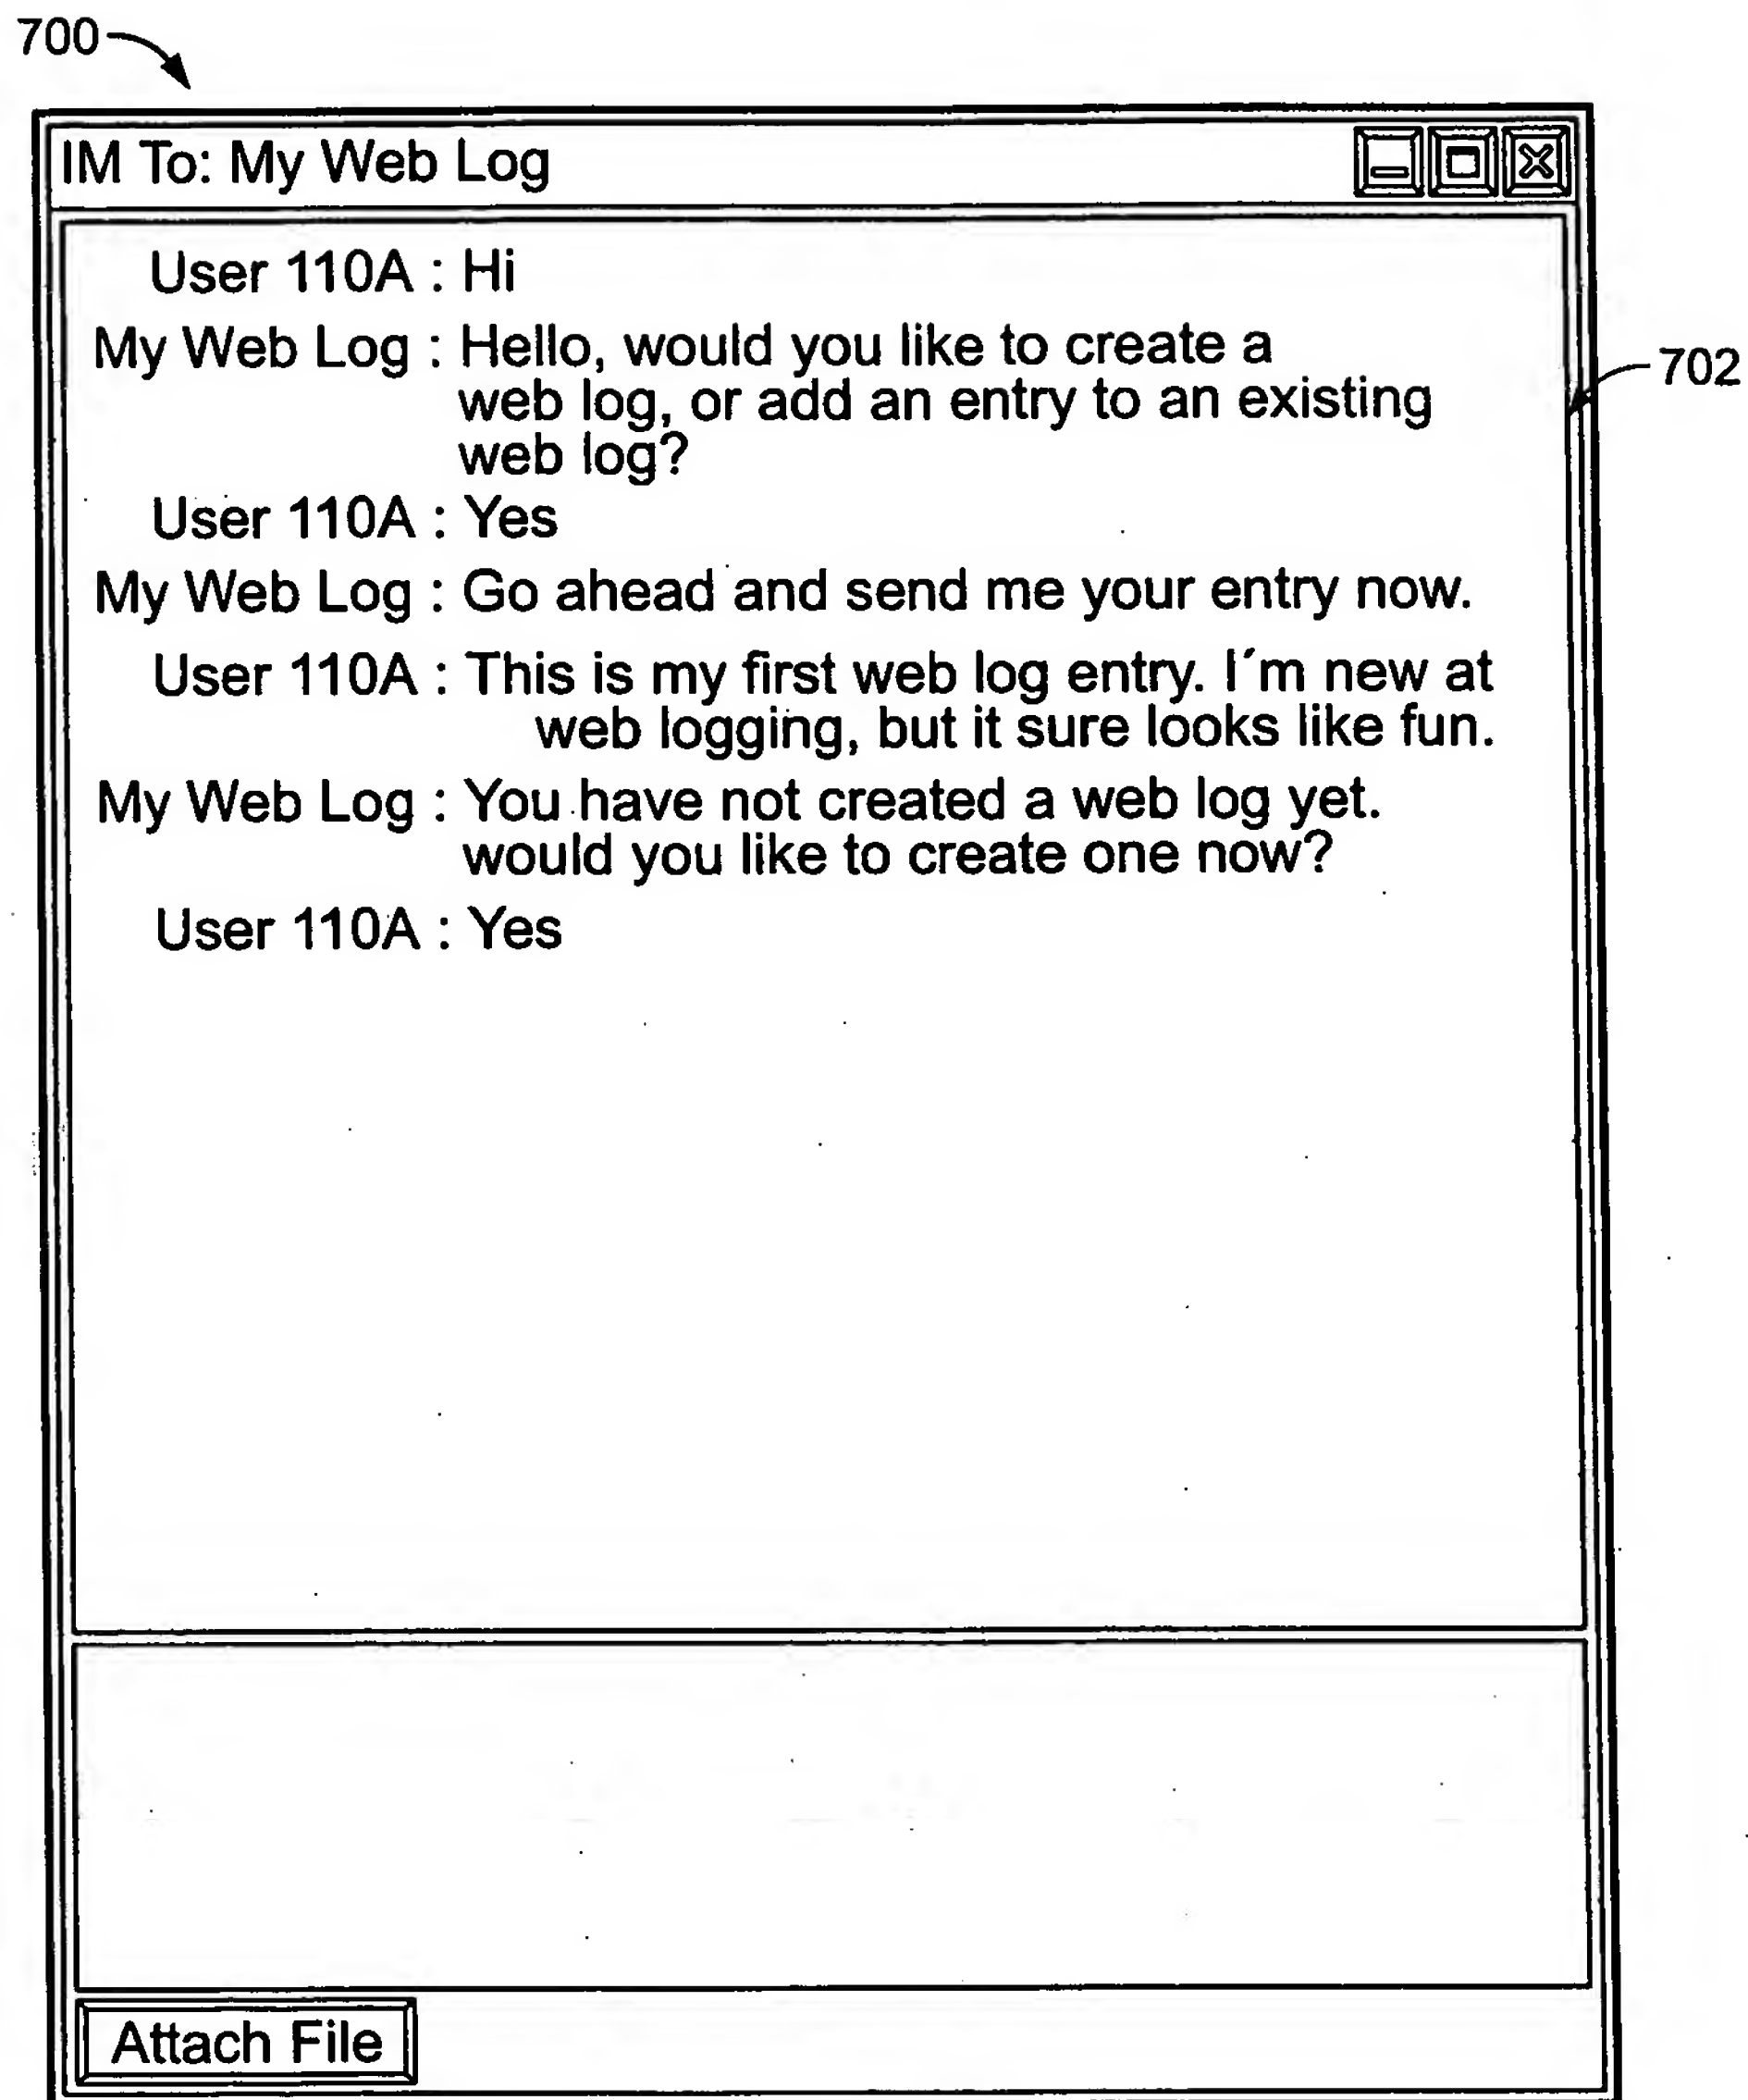 700
IM To: My Web Log
User 110A : Hi
My Web Log : Hello, would you like to create a
web log, or add an entry to an existing
web log?
702
User 110A : Yes
My Web Log : Go ahead and send me your entry now.
User 110A : This is my first web log entry. I´m new at
web logging, but it sure looks like fun.
My Web Log : You have not created a web log yet.
would you like to create one now?
User 110A : Yes
Attach File